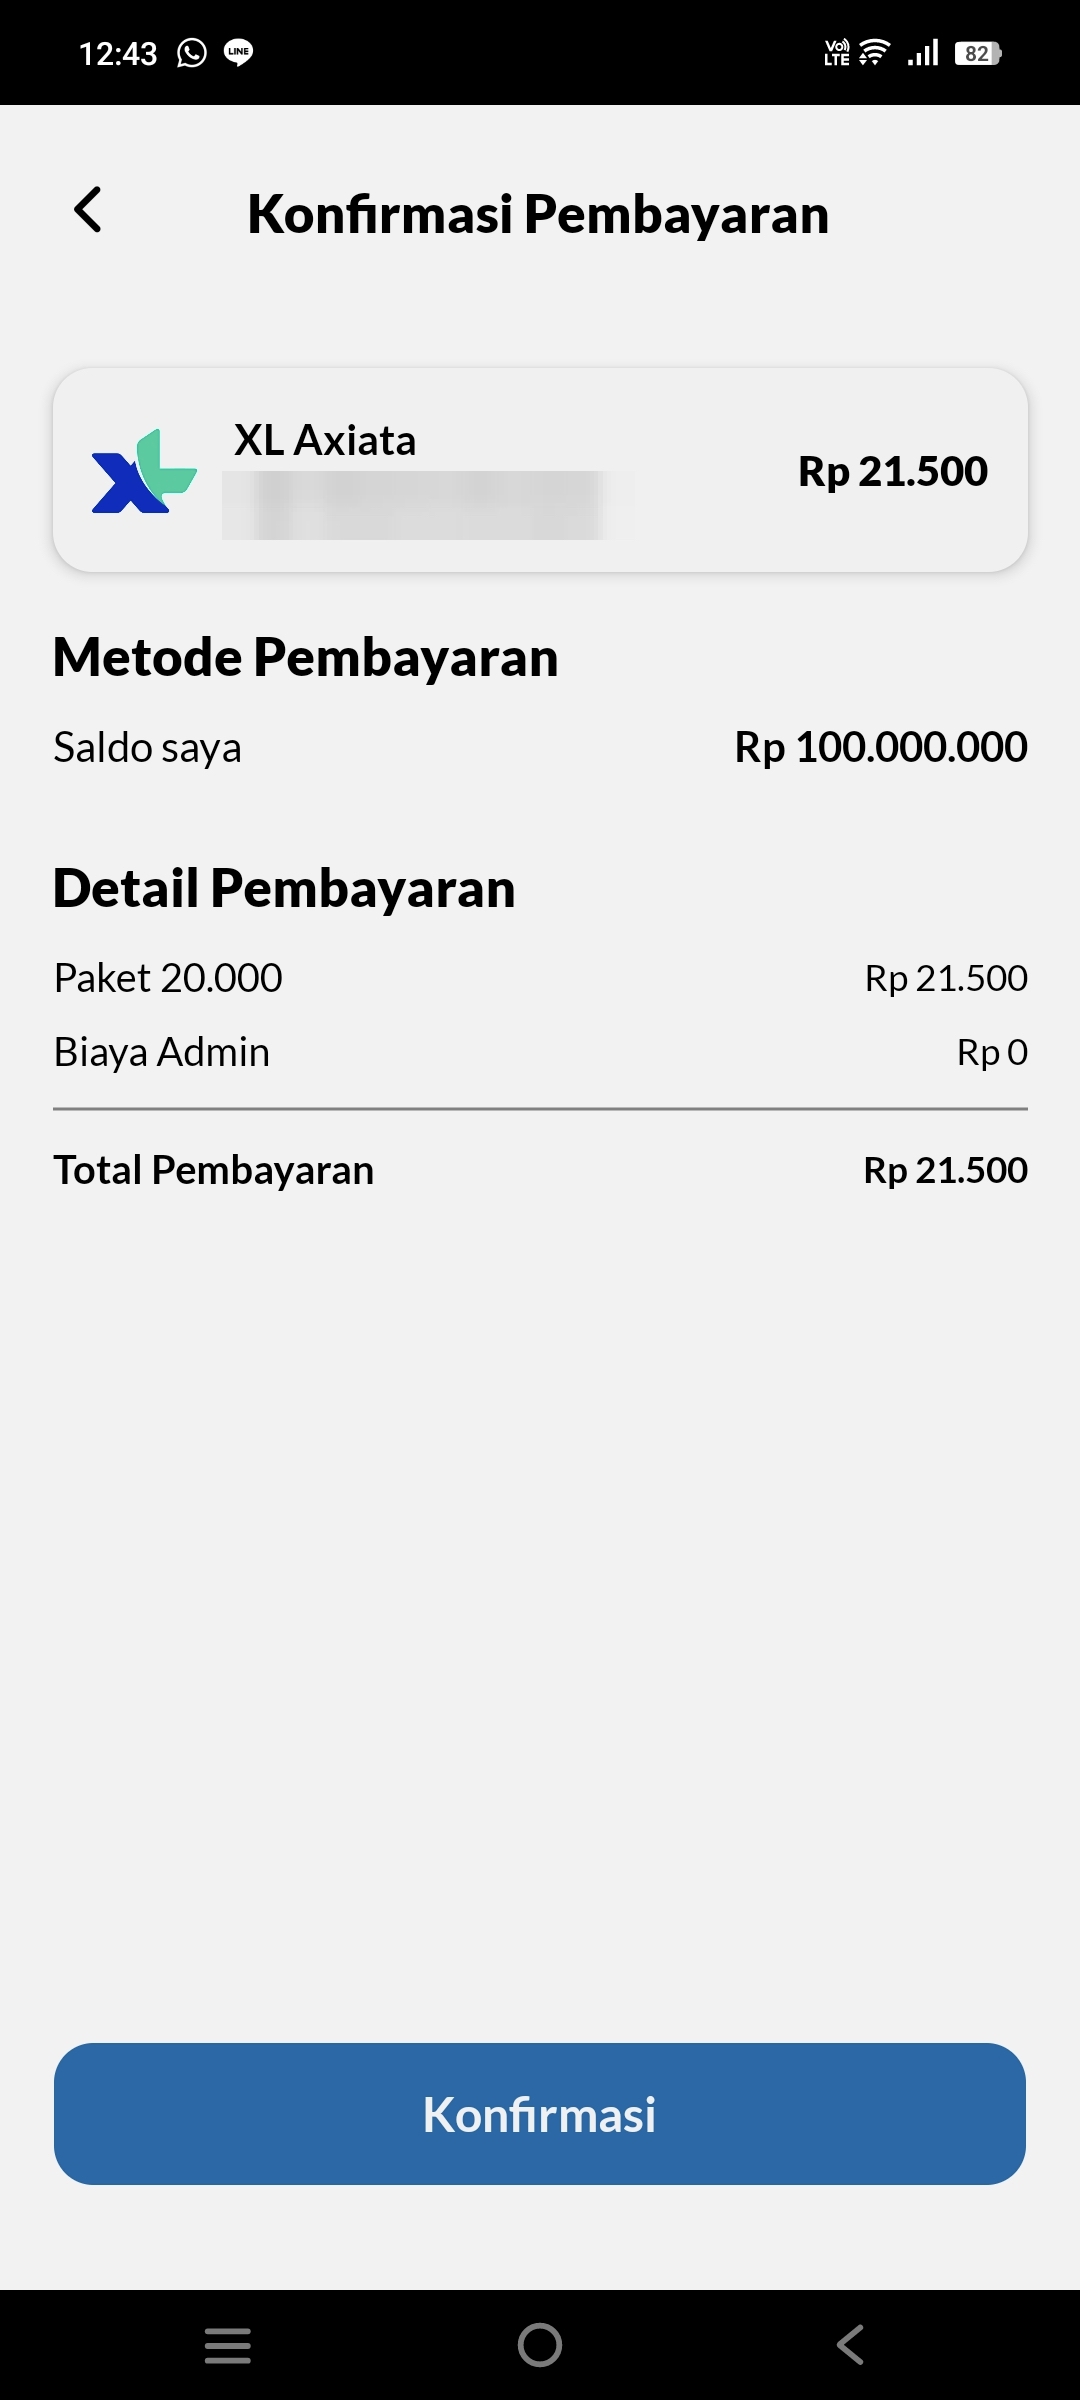 12:43
LINE
Vo)) LTE
82
Konfirmasi Pembayaran
XL
XL Axiata
Rp 21.500
Metode Pembayaran
Saldo saya Rp 100.000.000
Detail Pembayaran
Paket 20.000 Rp 21.500
Biaya Admin Rp 0
Total Pembayaran Rp 21.500
Konfirmasi